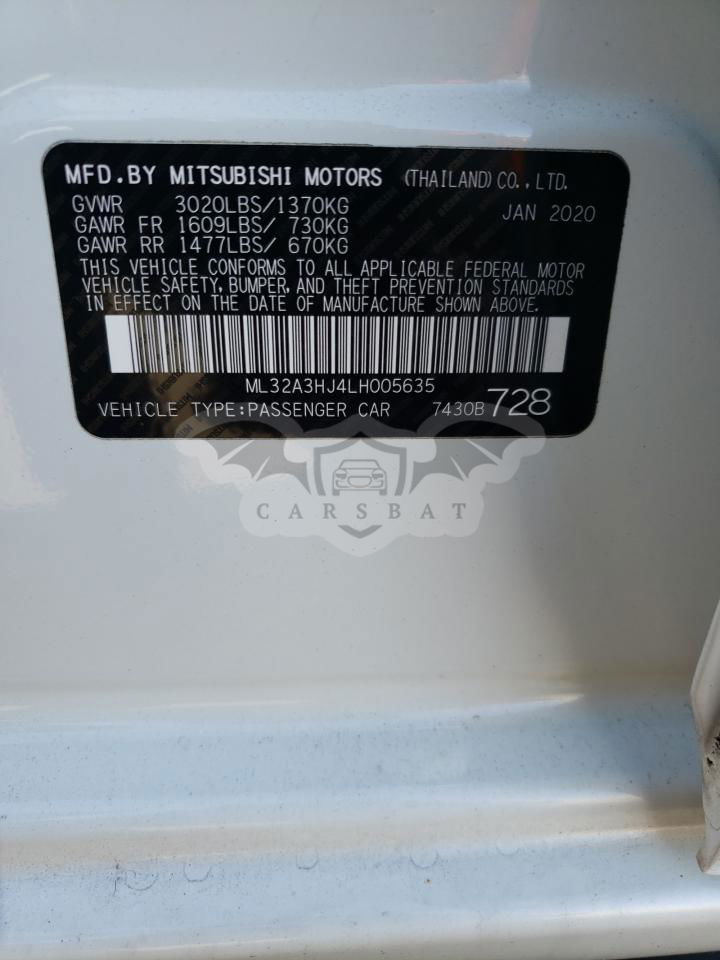 MFD.BY MITSUBISHI MOTORS (THAILAND)CO.,LTD.
GVWR 3020LBS/1370KG JAN 2020
GAWR FR 1609LBS/ 730KG
GAWR RR 1477LBS/ 670KG
THIS VEHICLE CONFORMS TO ALL APPLICABLE FEDERAL MOTOR
VEHICLE SAFETY, BUMPER, AND THEFT PREVENTION STANDARDS
IN EFFECT ON THE DATE OF MANUFACTURE SHOWN ABOVE.
ML32A3HJ4LH005635
VEHICLE TYPE:PASSENGER CAR 7430B 728
CARSBAT